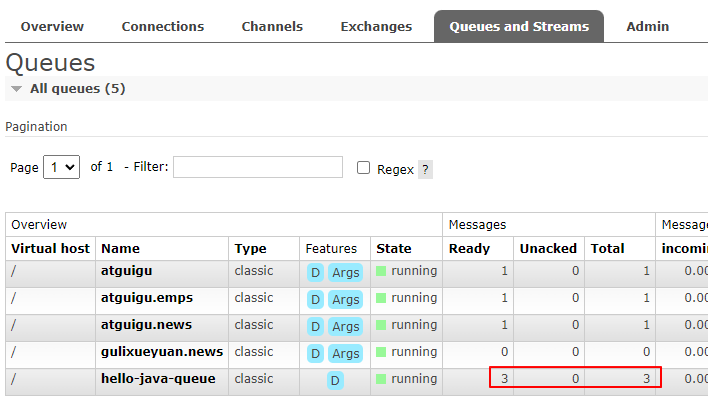 Overview Connections Channels Exchanges Queues and Streams Admin
Queues
All queues (5)
Pagination
Page 1 of 1 - Filter: Regex ?
Overview Messages Messag
Virtual host Name Type Features State Ready Unacked Total incomin
/ atguigu classic D Args running 1 0 1 0.00
/ atguigu.emps classic D Args running 1 0 1 0.00
/ atguigu.news classic D Args running 1 0 1 0.00
/ gulixueyuan.news classic D Args running 0 0 0 0.00
/ hello-java-queue classic D running 3 0 3 0.00